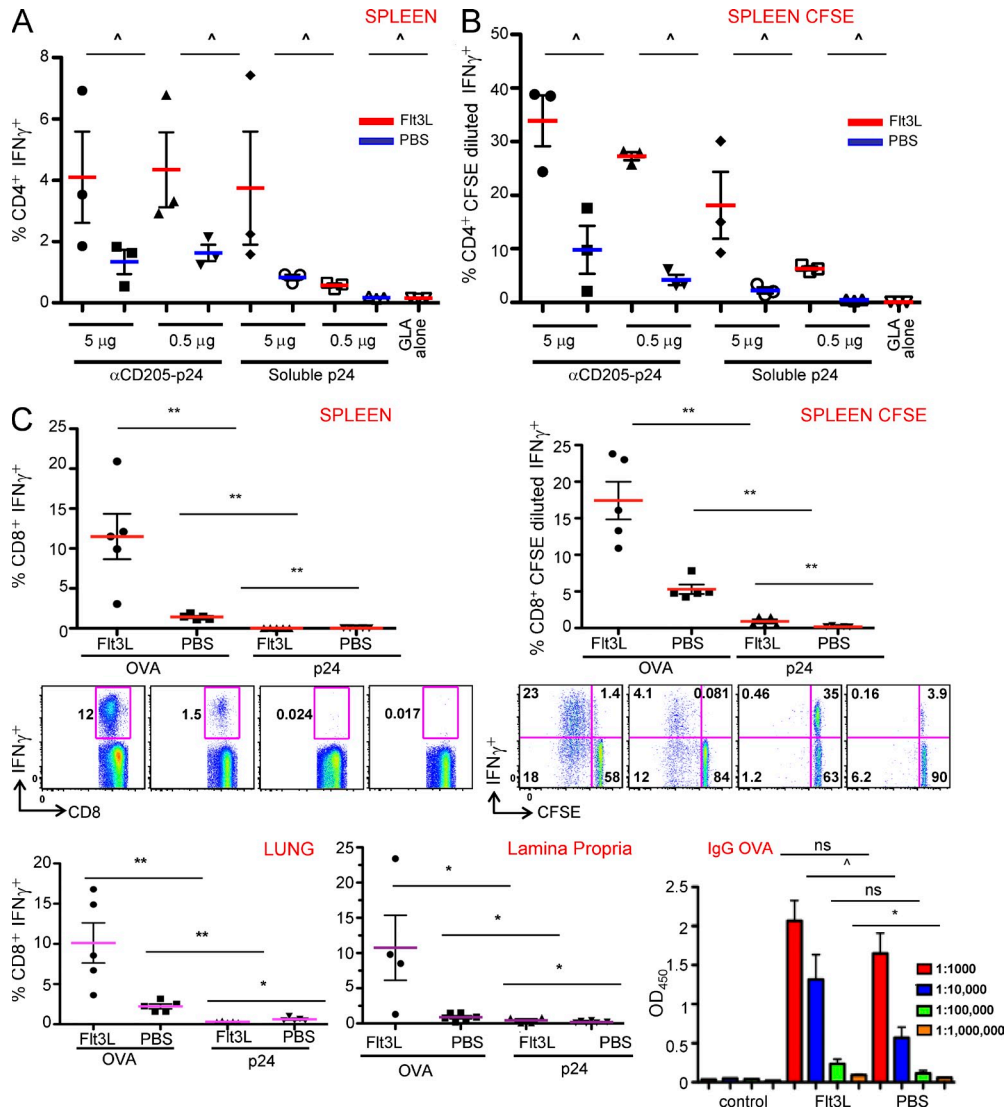 A
SPLEEN
^ ^ ^ ^
% CD4+ IFNγ+
8
6
4
2
0
Flt3L
PBS
5 μg 0.5 μg 5 μg 0.5 μg GLA alone
αCD205-p24 Soluble p24
B
SPLEEN CFSE
^ ^ ^ ^
% CD4+ CFSE diluted IFNγ+
50
40
30
20
10
0
Flt3L
PBS
5 μg 0.5 μg 5 μg 0.5 μg GLA alone
αCD205-p24 Soluble p24
C
SPLEEN
**
**
**
% CD8+ IFNγ+
25
20
15
10
5
0
Flt3L PBS Flt3L PBS
OVA p24
SPLEEN CFSE
**
**
**
% CD8+ CFSE diluted IFNγ+
25
20
15
10
5
0
Flt3L PBS Flt3L PBS
OVA p24
12 1.5 0.024 0.017
IFNγ+
0
0
CD8
23 1.4 4.1 0.081 0.46 35 0.16 3.9
18 58 12 84 1.2 63 6.2 90
IFNγ+
0
0
CFSE
LUNG
**
**
*
% CD8+ IFNγ+
20
15
10
5
0
Flt3L PBS Flt3L PBS
OVA p24
Lamina Propria
*
*
*
25
20
15
10
5
0
Flt3L PBS Flt3L PBS
OVA p24
IgG OVA
ns
^
ns
*
OD450
2.5
2
1.5
1
0.5
0
1:1000
1:10,000
1:100,000
1:1,000,000
control Flt3L PBS